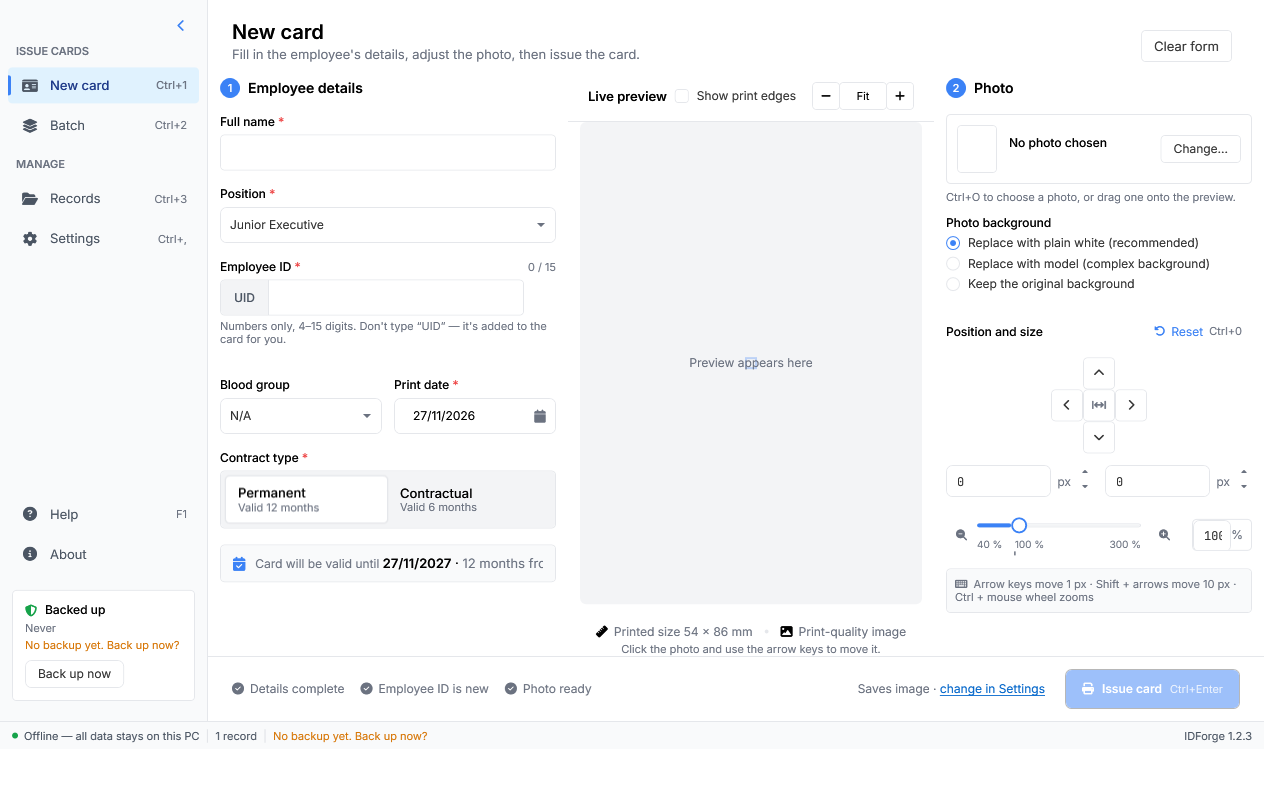 ISSUE CARDS
New card Ctrl+1
Batch Ctrl+2
MANAGE
Records Ctrl+3
Settings Ctrl+,
Help F1
About
Backed up
Never
No backup yet. Back up now?
Back up now
New card
Fill in the employee's details, adjust the photo, then issue the card.
Clear form
1 Employee details
Full name *
Position *
Junior Executive
Employee ID * 0 / 15
UID
Numbers only, 4–15 digits. Don't type “UID” — it's added to the
card for you.
Blood group Print date *
N/A 27/11/2026
Contract type *
Permanent
Valid 12 months
Contractual
Valid 6 months
Card will be valid until 27/11/2027 · 12 months frc
Live preview Show print edges Fit
Preview appears here
Printed size 54 × 86 mm Print-quality image
Click the photo and use the arrow keys to move it.
2 Photo
No photo chosen Change...
Ctrl+O to choose a photo, or drag one onto the preview.
Photo background
Replace with plain white (recommended)
Replace with model (complex background)
Keep the original background
Position and size Reset Ctrl+0
0 px 0 px
40 % 100 % 300 % 100 %
Arrow keys move 1 px · Shift + arrows move 10 px ·
Ctrl + mouse wheel zooms
Details complete Employee ID is new Photo ready
Saves image · change in Settings
Issue card Ctrl+Enter
Offline — all data stays on this PC 1 record No backup yet. Back up now? IDForge 1.2.3